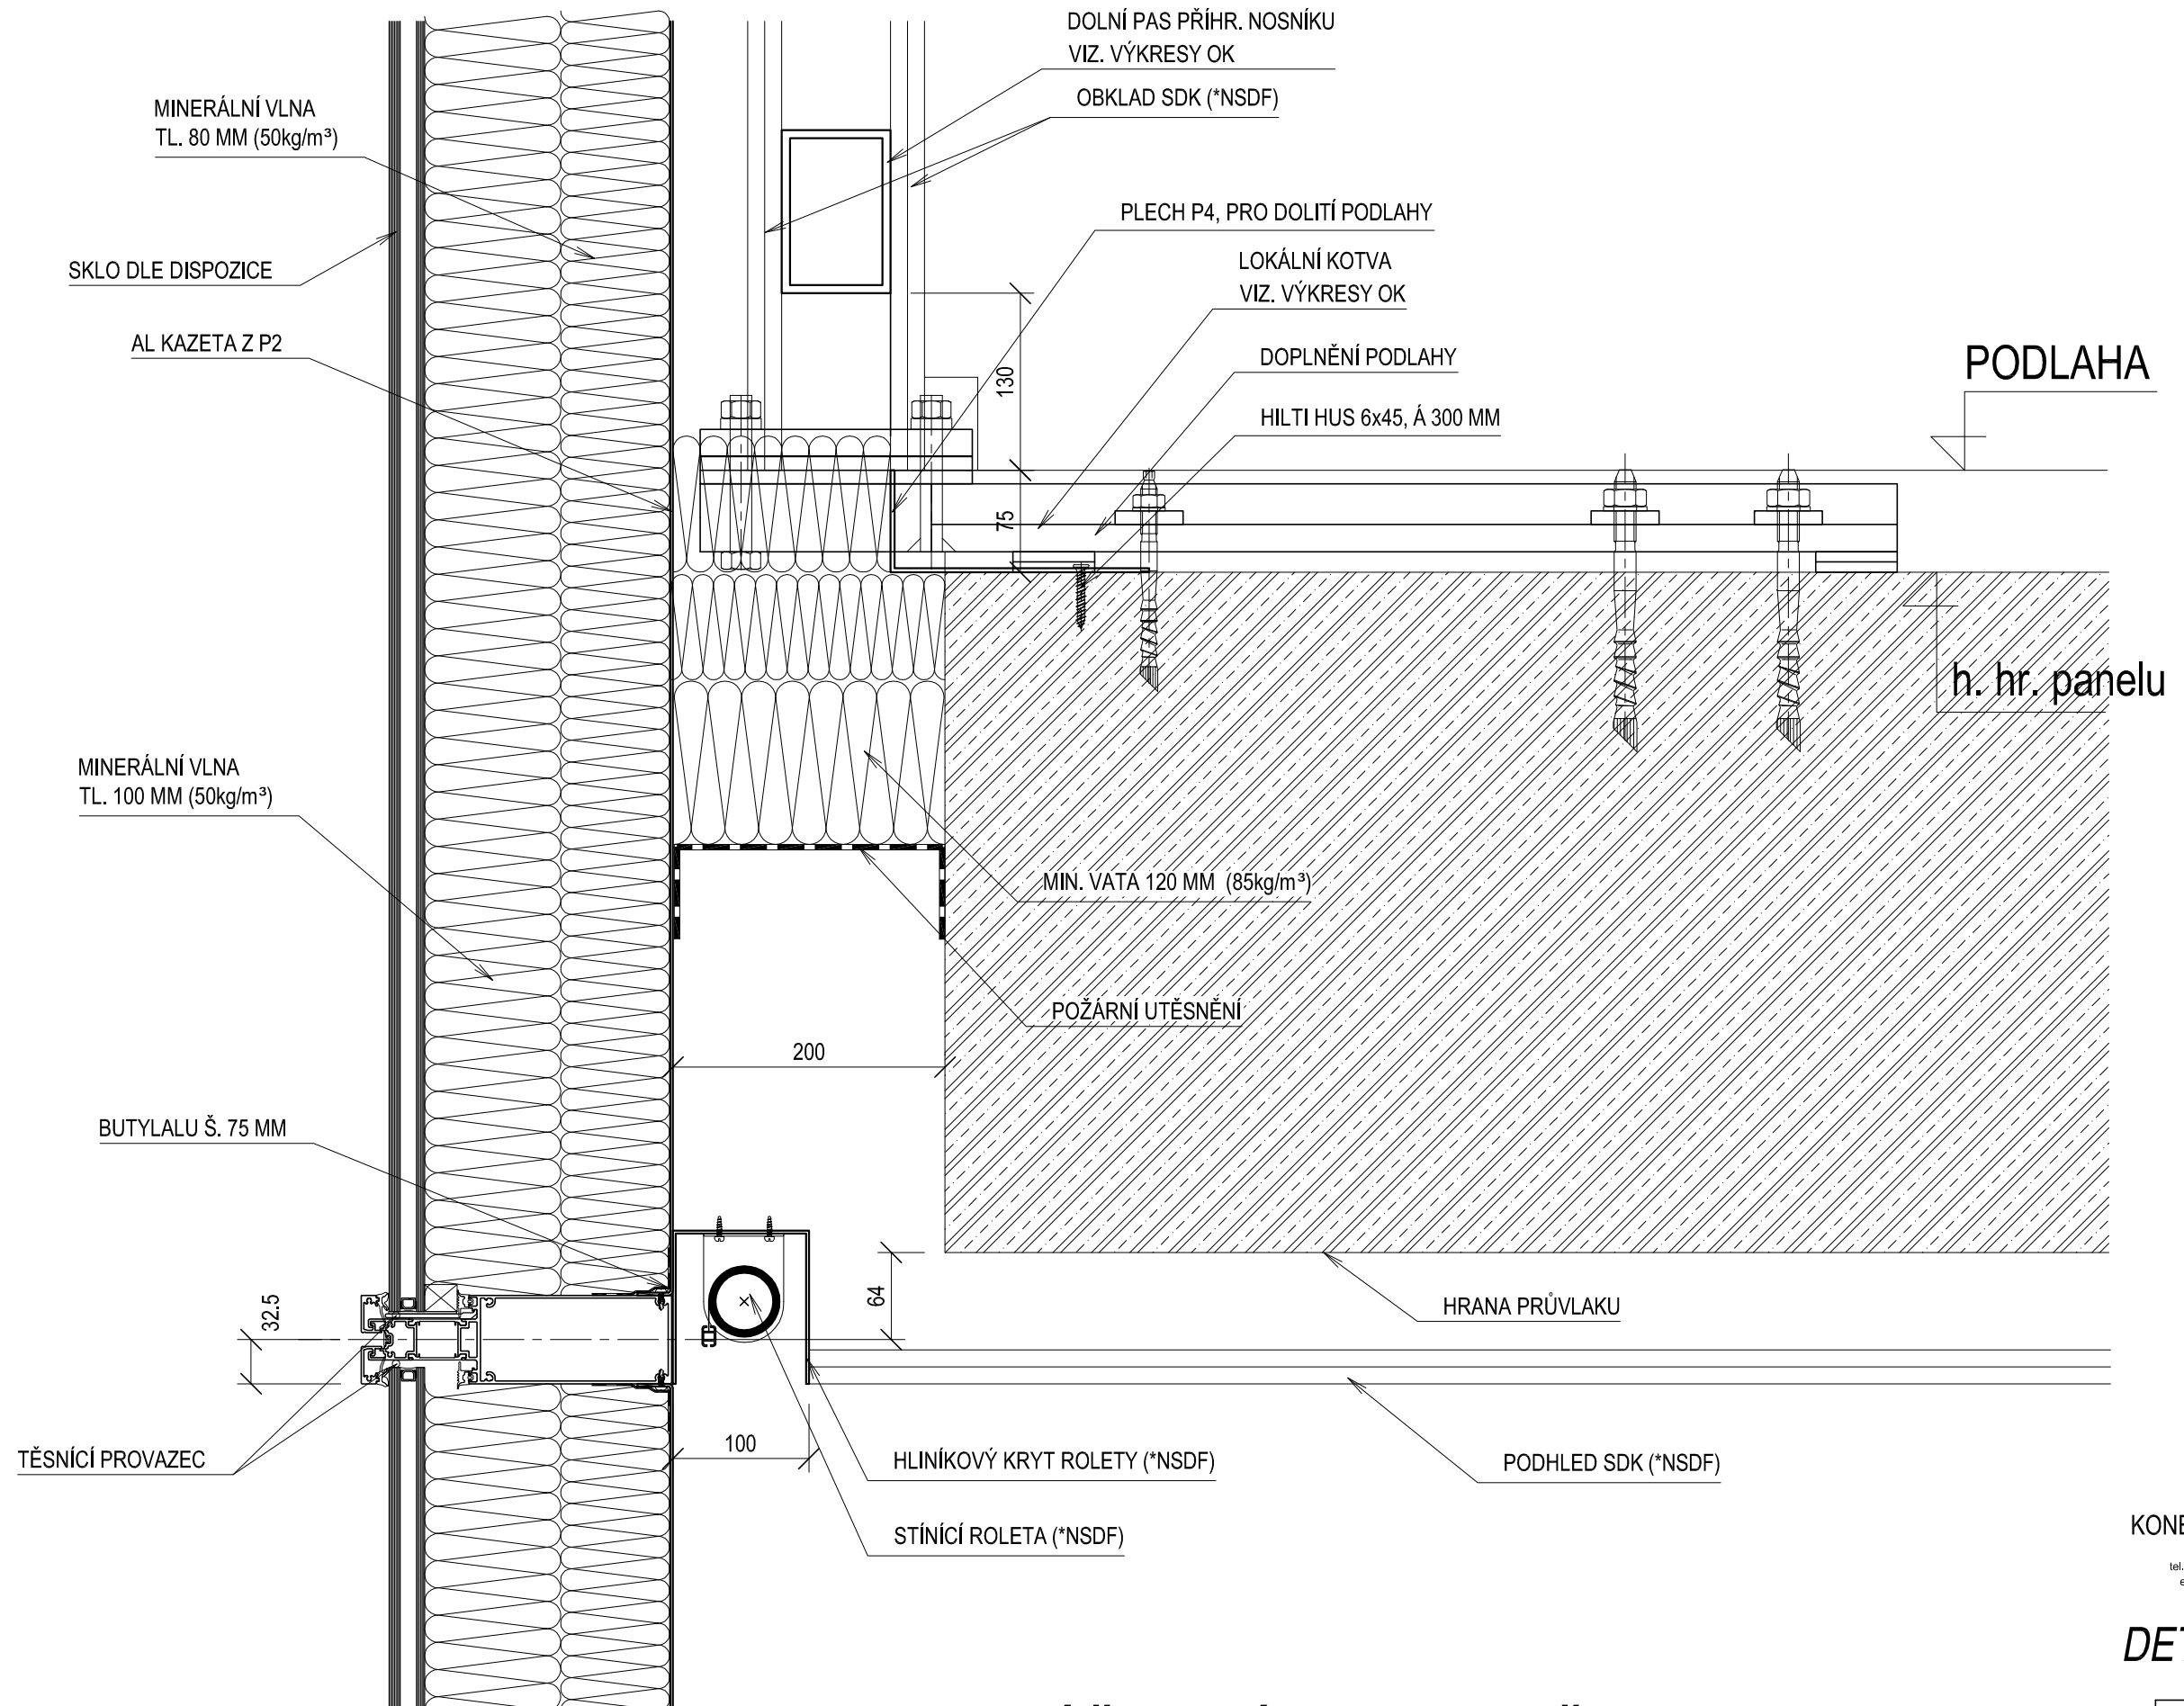 DOLNÍ PAS PŘÍHR. NOSNÍKU
VIZ. VÝKRESY OK
OBKLAD SDK (*NSDF)
MINERÁLNÍ VLNA
TL. 80 MM (50kg/m³)
PLECH P4, PRO DOLITÍ PODLAHY
SKLO DLE DISPOZICE
LOKÁLNÍ KOTVA
VIZ. VÝKRESY OK
AL KAZETA Z P2
DOPLNĚNÍ PODLAHY
PODLAHA
130
HILTI HUS 6x45, Á 300 MM
75
h. hr. panelu
MINERÁLNÍ VLNA
TL. 100 MM (50kg/m³)
MIN. VATA 120 MM (85kg/m³)
POŽÁRNÍ UTĚSNĚNÍ
200
BUTYLALU Š. 75 MM
32.5
64
HRANA PRŮVLAKU
100
TĚSNÍCÍ PROVAZEC
HLINÍKOVÝ KRYT ROLETY (*NSDF)
PODHLED SDK (*NSDF)
STÍNÍCÍ ROLETA (*NSDF)
tel.